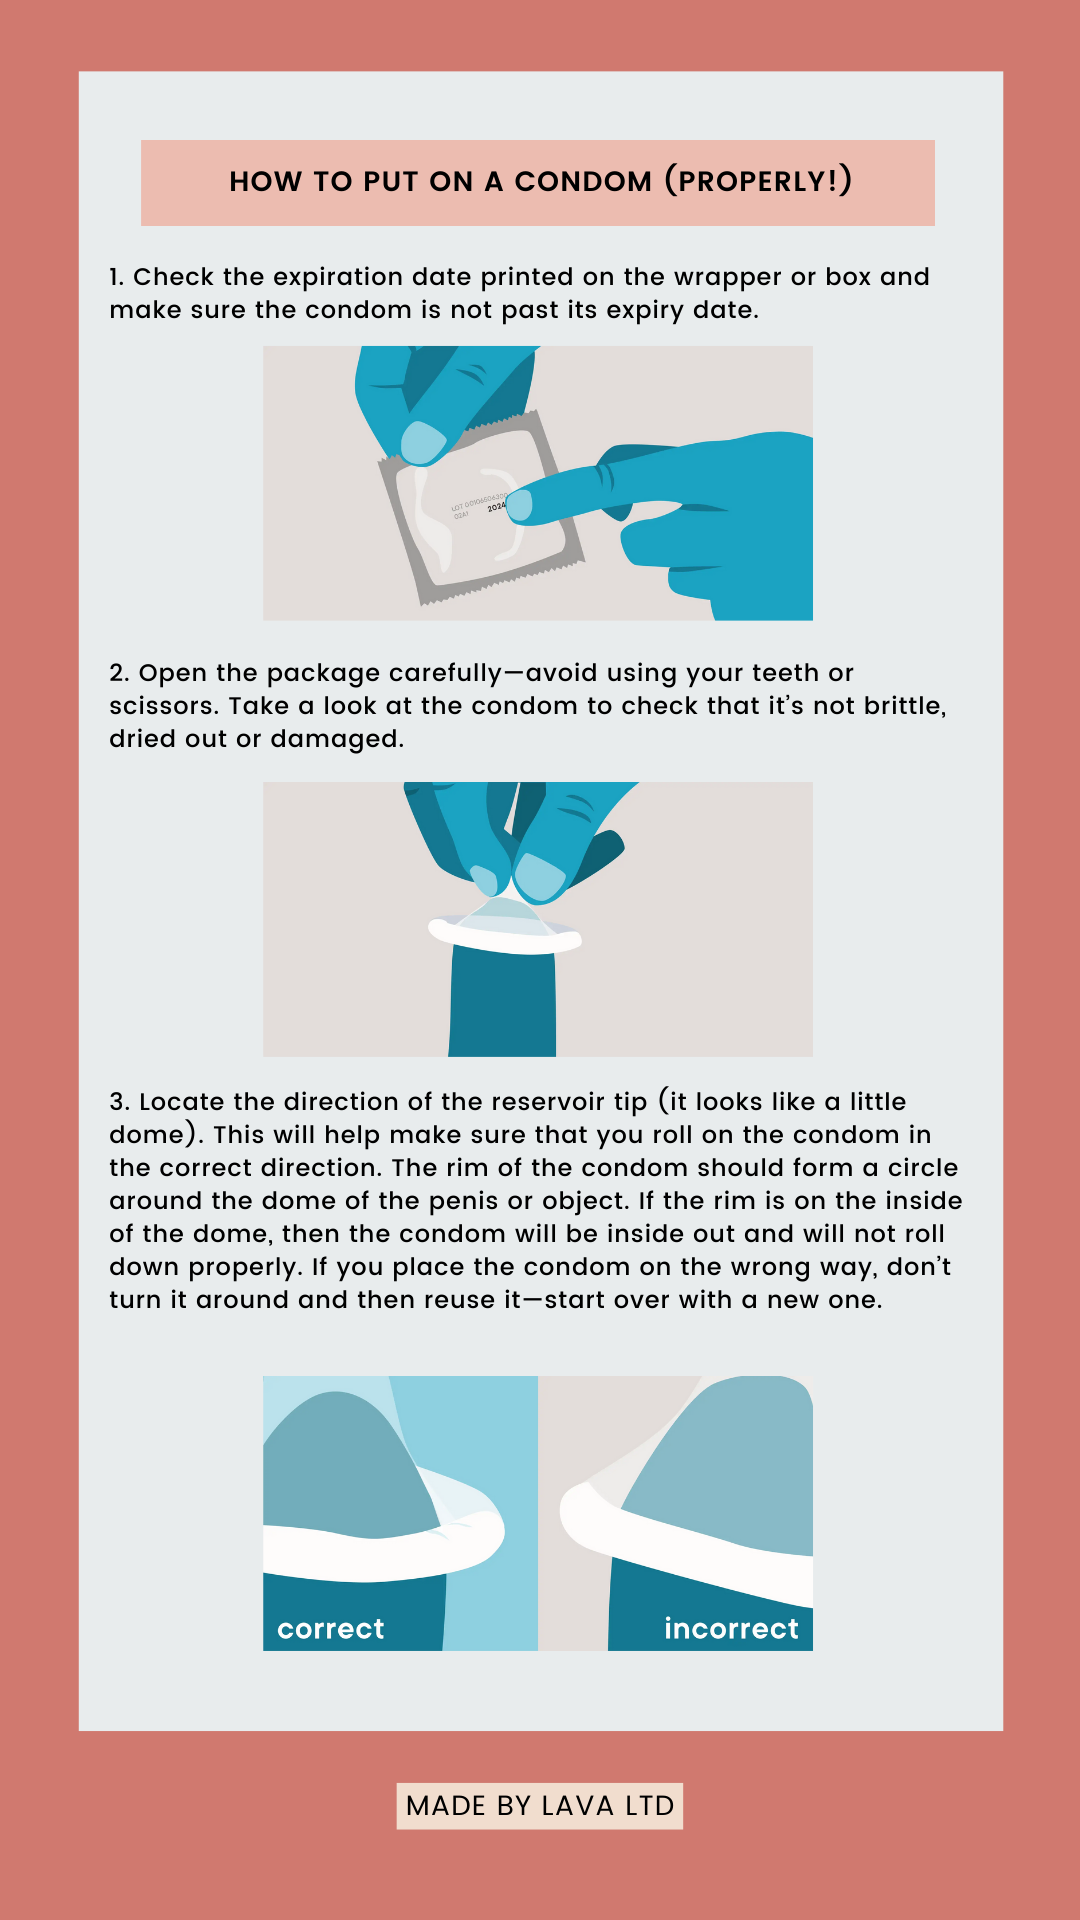 HOW TO PUT ON A CONDOM (PROPERLY!)
1. Check the expiration date printed on the wrapper or box and
make sure the condom is not past its expiry date.
2024
2. Open the package carefully—avoid using your teeth or
scissors. Take a look at the condom to check that it's not brittle,
dried out or damaged.
3. Locate the direction of the reservoir tip (it looks like a little
dome). This will help make sure that you roll on the condom in
the correct direction. The rim of the condom should form a circle
around the dome of the penis or object. If the rim is on the inside
of the dome, then the condom will be inside out and will not roll
down properly. If you place the condom on the wrong way, don't
turn it around and then reuse it—start over with a new one.
correct
incorrect
MADE BY LAVA LTD